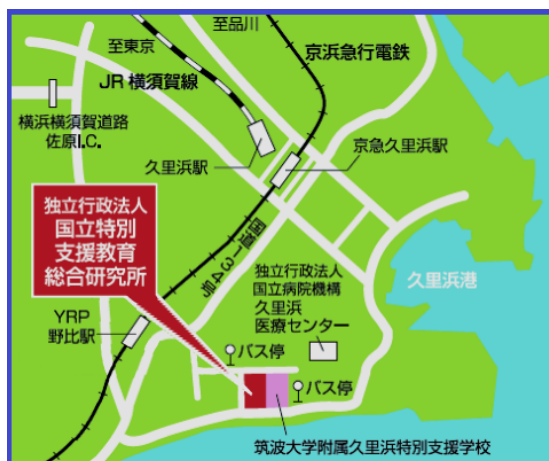 至品川
至東京
京浜急行電鉄
JR横須賀線
横浜横須賀道路
佐原I.C.
久里浜駅
京急久里浜駅
独立行政法人
国立特別
支援教育
総合研究所
国道134号
独立行政法人
国立病院機構
久里浜
医療センター
久里浜港
YRP
野比駅
バス停
バス停
筑波大学附属久里浜特別支援学校